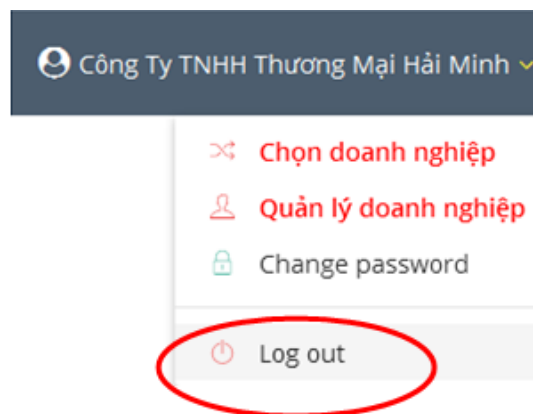 Công Ty TNHH Thương Mại Hải Minh
Chọn doanh nghiệp
Quản lý doanh nghiệp
Change password
Log out